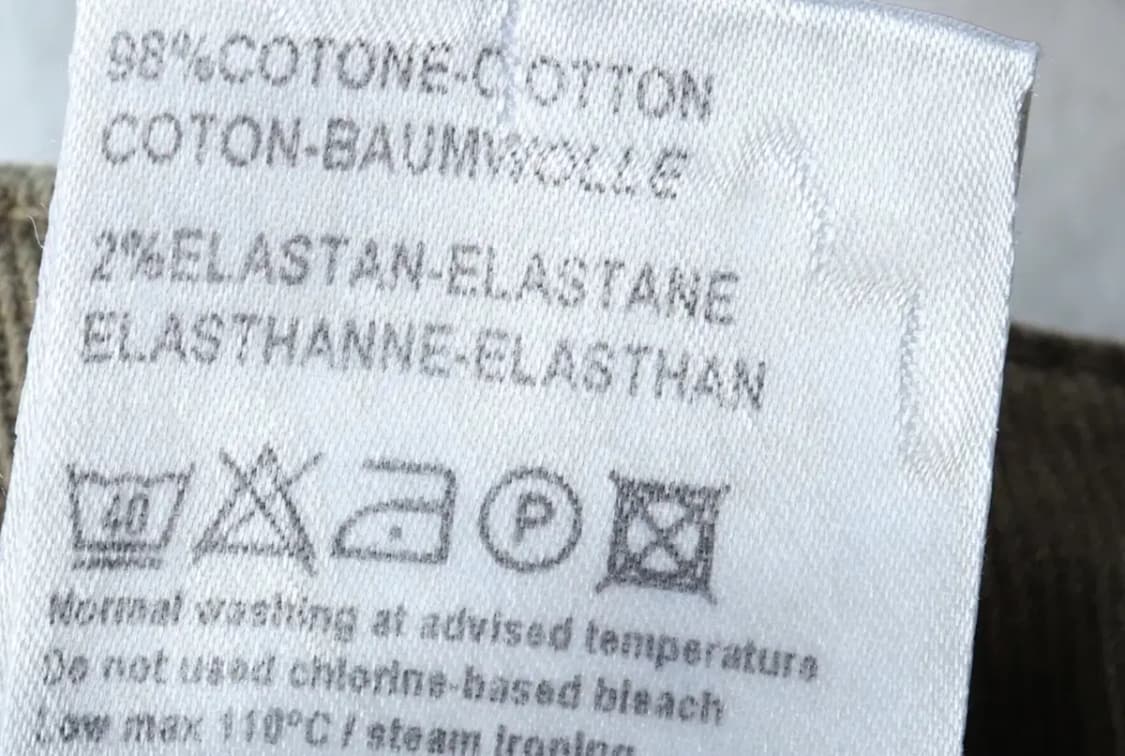 98%COTONE-COTTON
COTON-BAUMWOLLE
2%ELASTAN-ELASTANE
ELASTHANNE-ELASTHAN
40 P
Normal washing at advised temperature
Do not used chlorine-based bleach
Low max 110°C / steam ironing